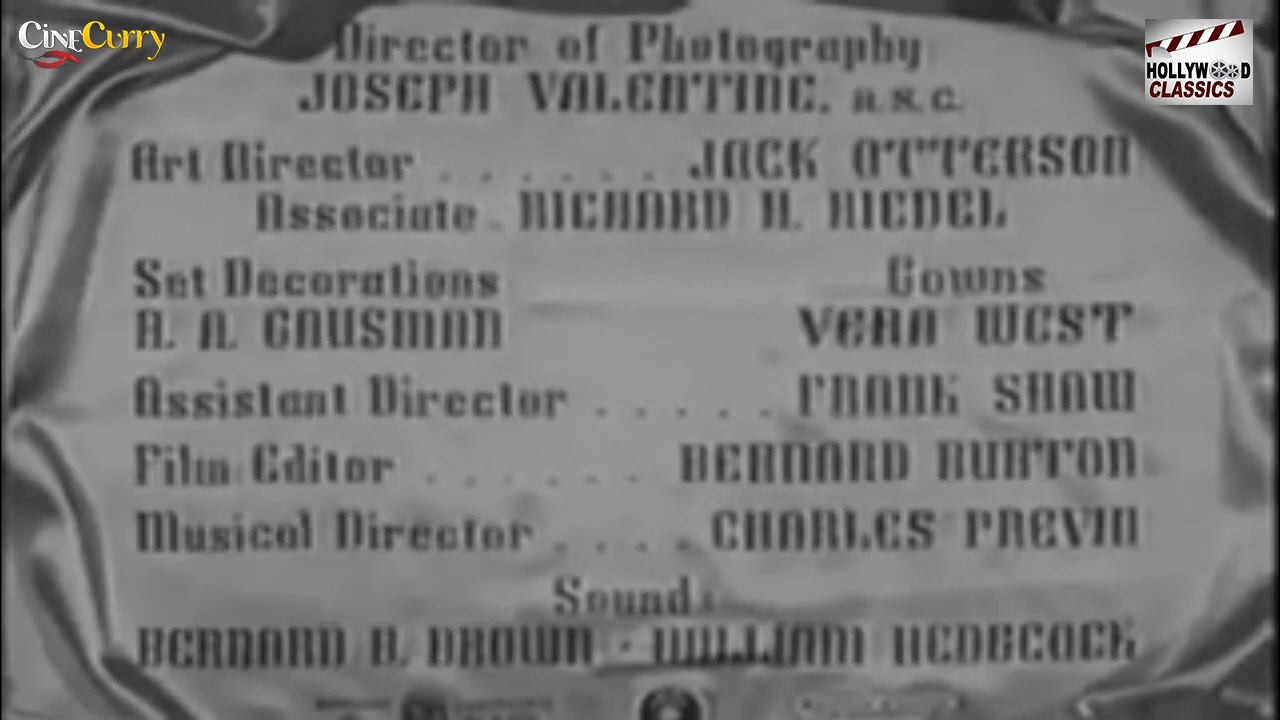 CINECURRY
HOLLYWOOD
CLASSICS
Director of Photography
JOSEPH VALENTINE, A.S.C.
Art Director . . . . . . JACK OTTERSON
Associate . RICHARD H. RIEDEL
Set Decorations Gowns
R. A. GAUSMAN VERA WEST
Assistant Director . . . . . FRANK SHAW
Film Editor . . . . . . BERNARD BURTON
Musical Director . . . . CHARLES PREVIN
Sound
BERNARD B. BROWN · WILLIAM HEDGCOCK